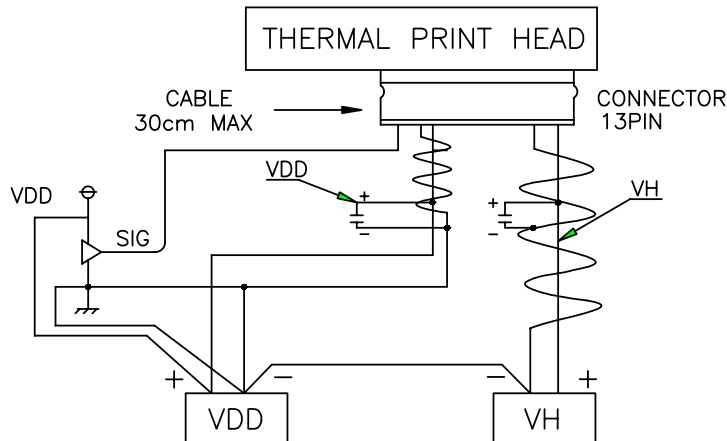 THERMAL PRINT HEAD
CABLE
30cm MAX
CONNECTOR
13PIN
VDD
VDD
SIG
VH
+
−
+
−
+
−
−
+
VDD
VH